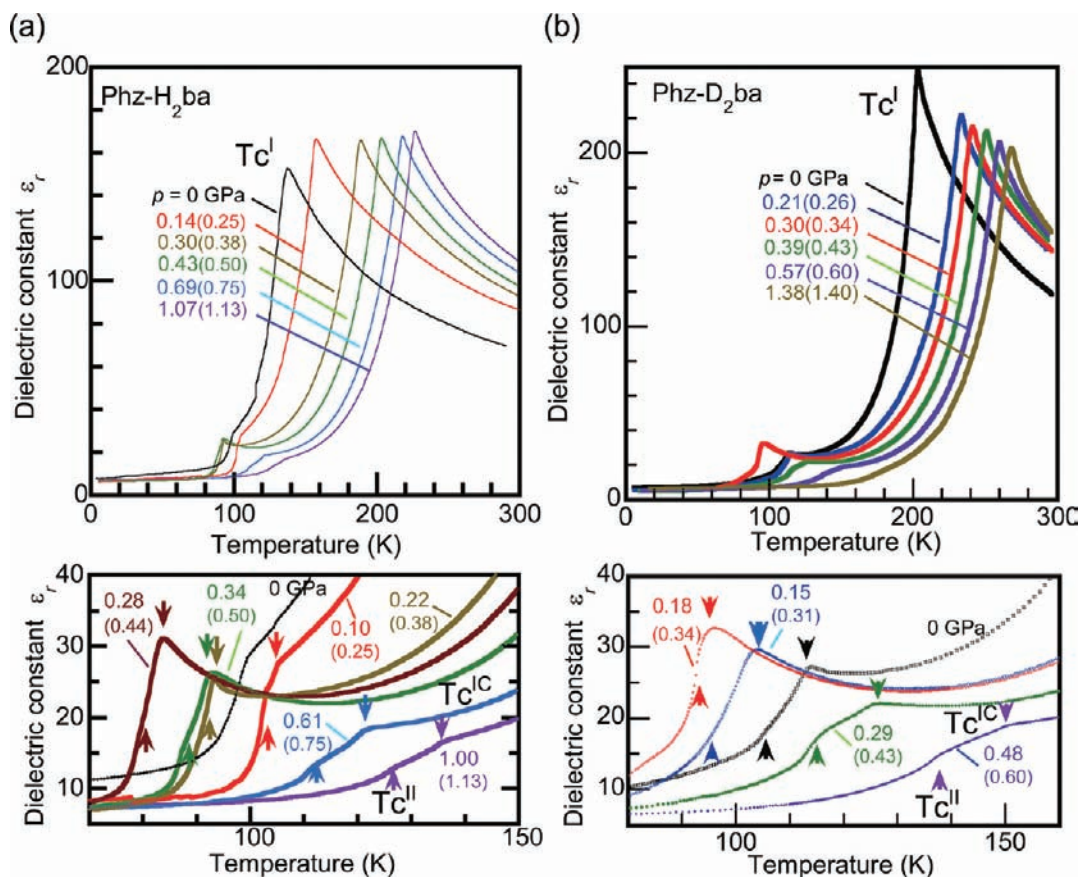 (a)
200
Phz-H2ba
TcI
p = 0 GPa
0.14(0.25)
0.30(0.38)
0.43(0.50)
0.69(0.75)
1.07(1.13)
100
0
Dielectric constant εr
0
100
200
300
Temperature (K)
(b)
Phz-D2ba
TcI
200
p = 0 GPa
0.21(0.26)
0.30(0.34)
0.39(0.43)
0.57(0.60)
1.38(1.40)
100
0
Dielectric constant εr
0
100
200
300
Temperature (K)
40
0.28
(0.44)
0.34
(0.50)
0 GPa
0.10
(0.25)
0.22
(0.38)
30
20
TcIC
0.61
(0.75)
1.00
(1.13)
10
TcII
Dielectric constant εr
100
150
Temperature (K)
40
0.18
(0.34)
0.15
(0.31)
0 GPa
30
20
TcIC
0.29
(0.43)
0.48
(0.60)
10
TcII
Dielectric constant εr
100
150
Temperature (K)